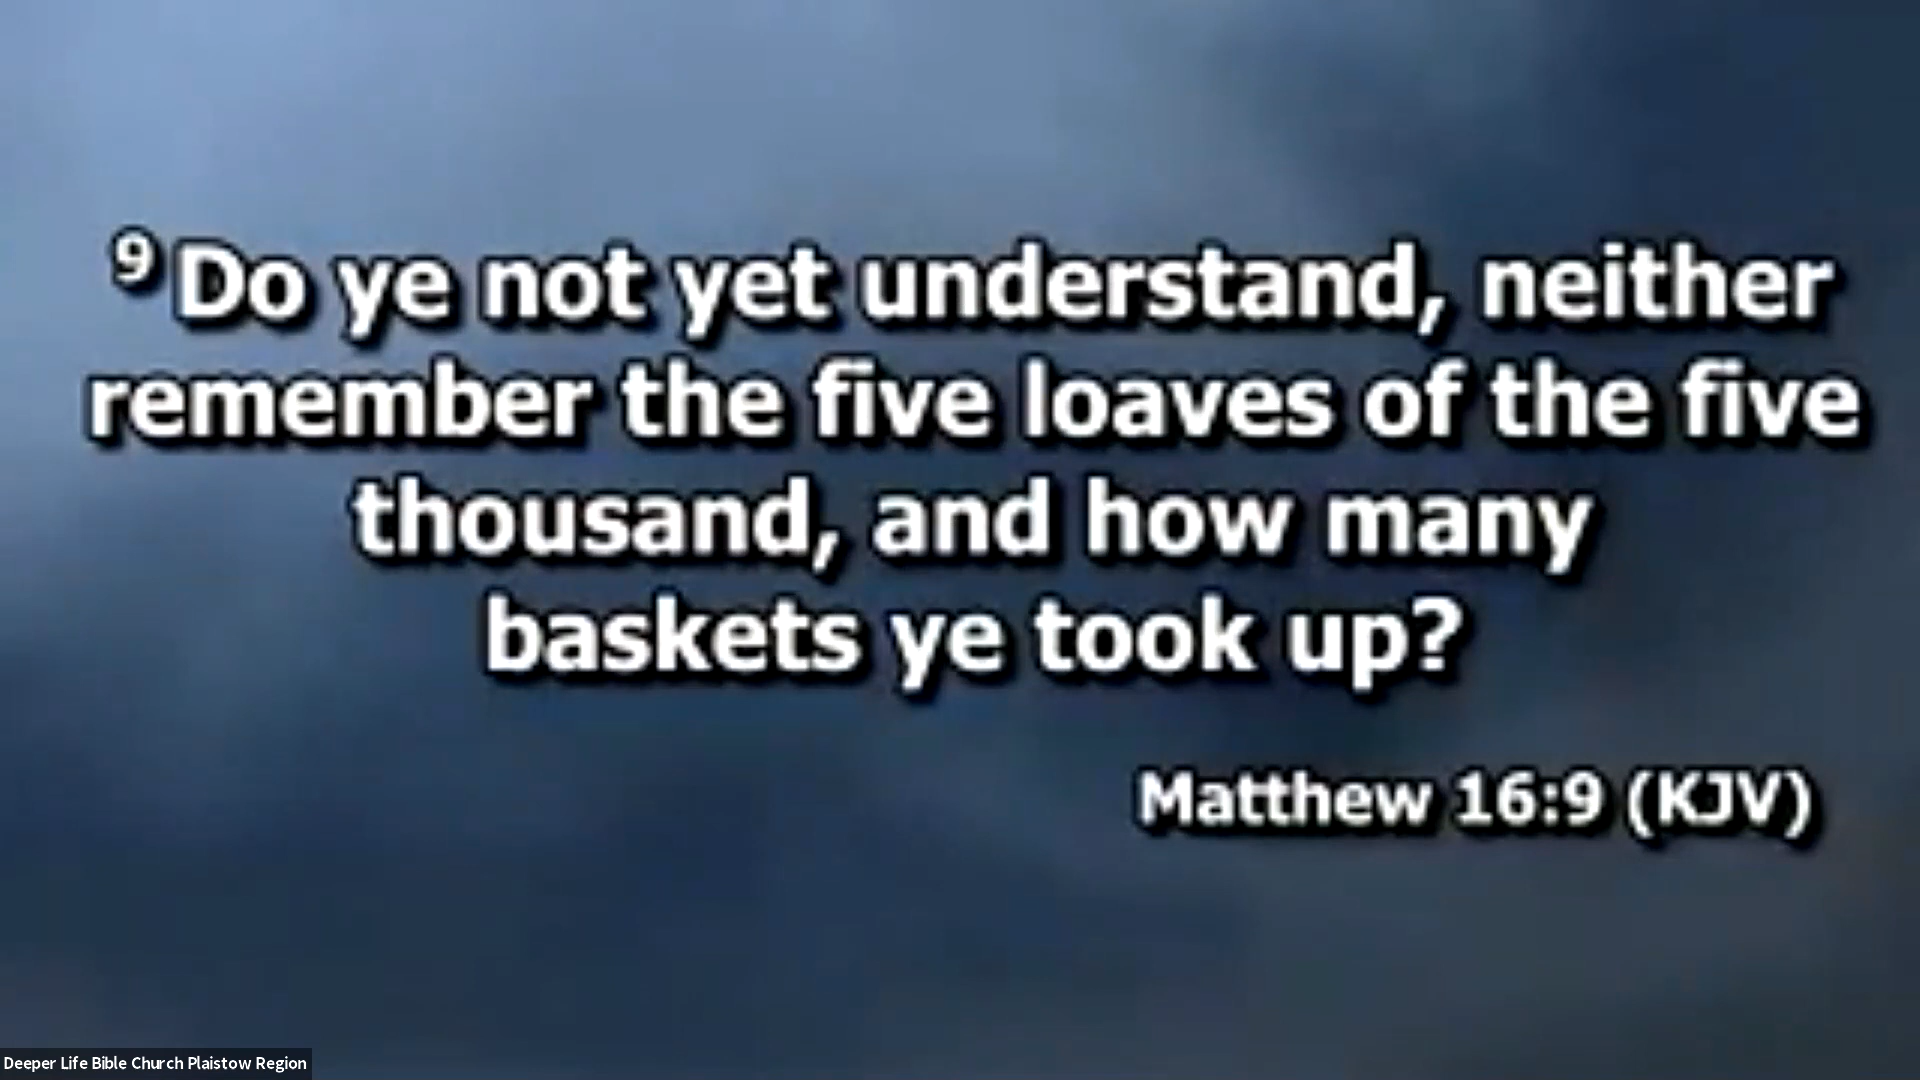 9 Do ye not yet understand, neither
remember the five loaves of the five
thousand, and how many
baskets ye took up?
Matthew 16:9 (KJV)
Deeper Life Bible Church Plaistow Region